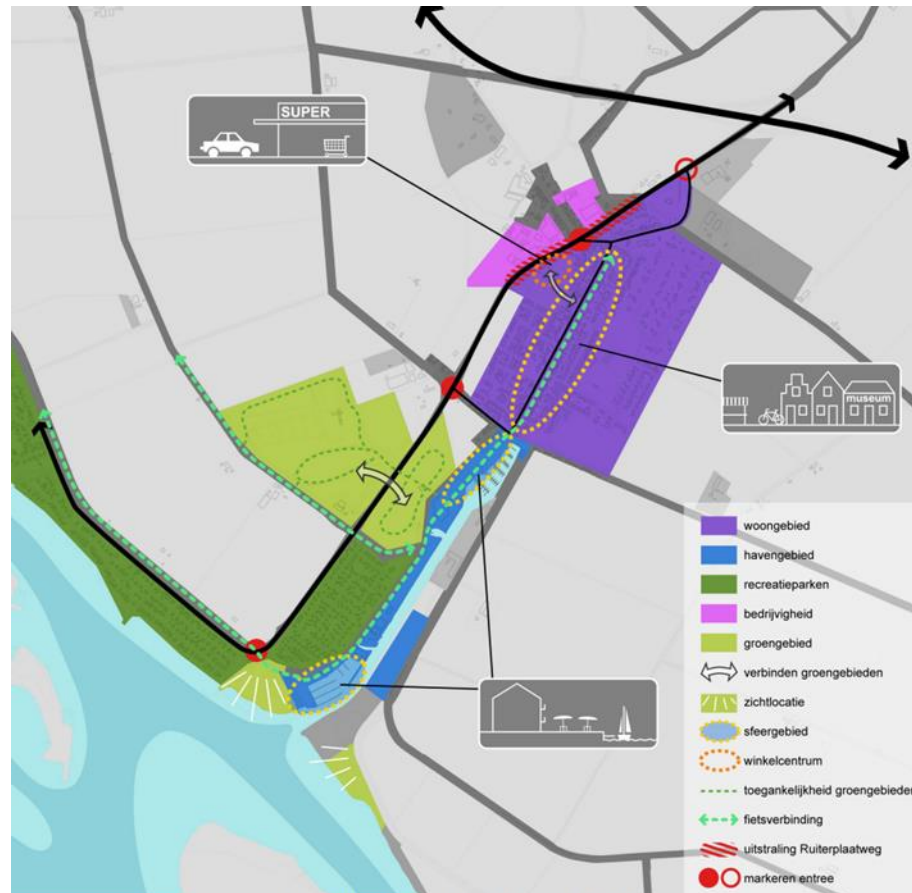 SUPER
museum
woongebied
havengebied
recreatieparken
bedrijvigheid
groengebied
verbinden groengebieden
zichtlocatie
sfeergebied
winkelcentrum
toegankelijkheid groengebieden
fietsverbinding
uitstraling Ruiterplaatweg
markeren entree